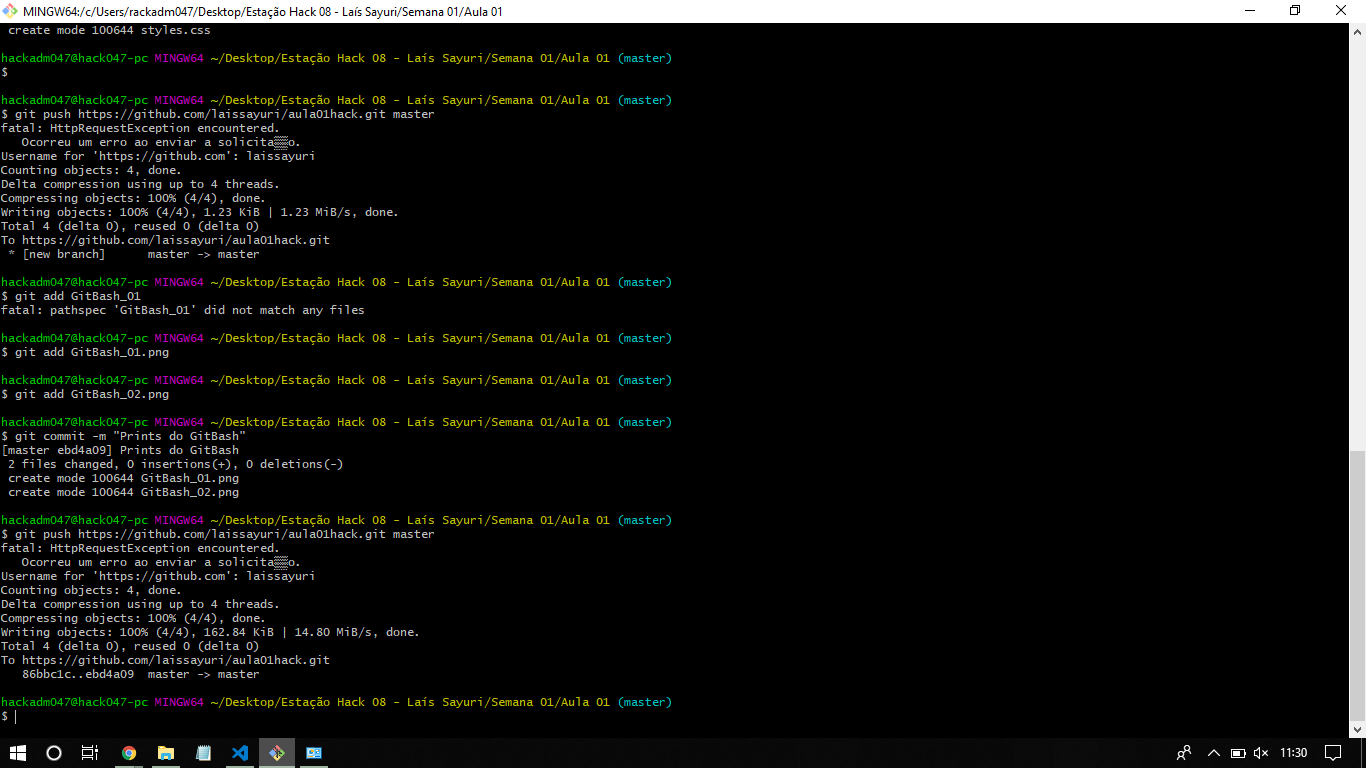 MINGW64:/c/Users/rackadm047/Desktop/Estação Hack 08 - Laís Sayuri/Semana 01/Aula 01
create mode 100644 styles.css
hackadm047@hack047-pc MINGW64 ~/Desktop/Estação Hack 08 - Laís Sayuri/Semana 01/Aula 01 (master)
$
hackadm047@hack047-pc MINGW64 ~/Desktop/Estação Hack 08 - Laís Sayuri/Semana 01/Aula 01 (master)
$ git push https://github.com/laissayuri/aula01hack.git master
fatal: HttpRequestException encountered.
Ocorreu um erro ao enviar a solicita▒▒o.
Username for 'https://github.com': laissayuri
Counting objects: 4, done.
Delta compression using up to 4 threads.
Compressing objects: 100% (4/4), done.
Writing objects: 100% (4/4), 1.23 KiB | 1.23 MiB/s, done.
Total 4 (delta 0), reused 0 (delta 0)
To https://github.com/laissayuri/aula01hack.git
* [new branch]      master -> master
hackadm047@hack047-pc MINGW64 ~/Desktop/Estação Hack 08 - Laís Sayuri/Semana 01/Aula 01 (master)
$ git add GitBash_01
fatal: pathspec 'GitBash_01' did not match any files
hackadm047@hack047-pc MINGW64 ~/Desktop/Estação Hack 08 - Laís Sayuri/Semana 01/Aula 01 (master)
$ git add GitBash_01.png
hackadm047@hack047-pc MINGW64 ~/Desktop/Estação Hack 08 - Laís Sayuri/Semana 01/Aula 01 (master)
$ git add GitBash_02.png
hackadm047@hack047-pc MINGW64 ~/Desktop/Estação Hack 08 - Laís Sayuri/Semana 01/Aula 01 (master)
$ git commit -m "Prints do GitBash"
[master ebd4a09] Prints do GitBash
2 files changed, 0 insertions(+), 0 deletions(-)
create mode 100644 GitBash_01.png
create mode 100644 GitBash_02.png
hackadm047@hack047-pc MINGW64 ~/Desktop/Estação Hack 08 - Laís Sayuri/Semana 01/Aula 01 (master)
$ git push https://github.com/laissayuri/aula01hack.git master
fatal: HttpRequestException encountered.
Ocorreu um erro ao enviar a solicita▒▒o.
Username for 'https://github.com': laissayuri
Counting objects: 4, done.
Delta compression using up to 4 threads.
Compressing objects: 100% (4/4), done.
Writing objects: 100% (4/4), 162.84 KiB | 14.80 MiB/s, done.
Total 4 (delta 0), reused 0 (delta 0)
To https://github.com/laissayuri/aula01hack.git
86bbc1c..ebd4a09  master -> master
hackadm047@hack047-pc MINGW64 ~/Desktop/Estação Hack 08 - Laís Sayuri/Semana 01/Aula 01 (master)
$
11:30